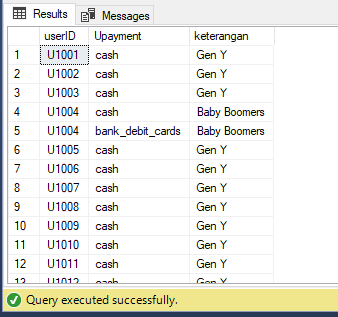 Results Messages
userID Upayment keterangan
1 U1001 cash Gen Y
2 U1002 cash Gen Y
3 U1003 cash Gen Y
4 U1004 cash Baby Boomers
5 U1004 bank_debit_cards Baby Boomers
6 U1005 cash Gen Y
7 U1006 cash Gen Y
8 U1007 cash Gen Y
9 U1008 cash Gen Y
10 U1009 cash Gen Y
11 U1010 cash Gen Y
12 U1011 cash Gen Y
13 U1012 cash Gen Y
Query executed successfully.